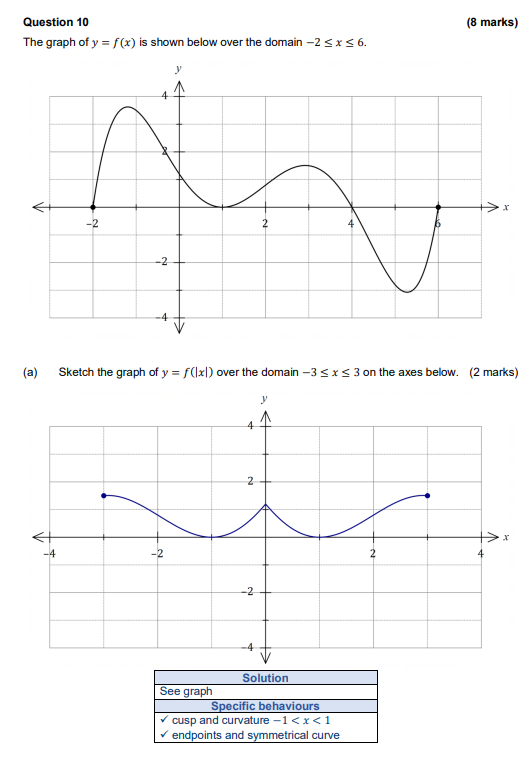 Question 10 (8 marks)
The graph of y = f(x) is shown below over the domain −2 ≤ x ≤ 6.
y
4
2
x
−2 2 4 6
−2
−4
(a) Sketch the graph of y = f(|x|) over the domain −3 ≤ x ≤ 3 on the axes below. (2 marks)
y
4
2
x
−4 −2 2 4
−2
−4
Solution
See graph
Specific behaviours
✓ cusp and curvature −1 < x < 1
✓ endpoints and symmetrical curve